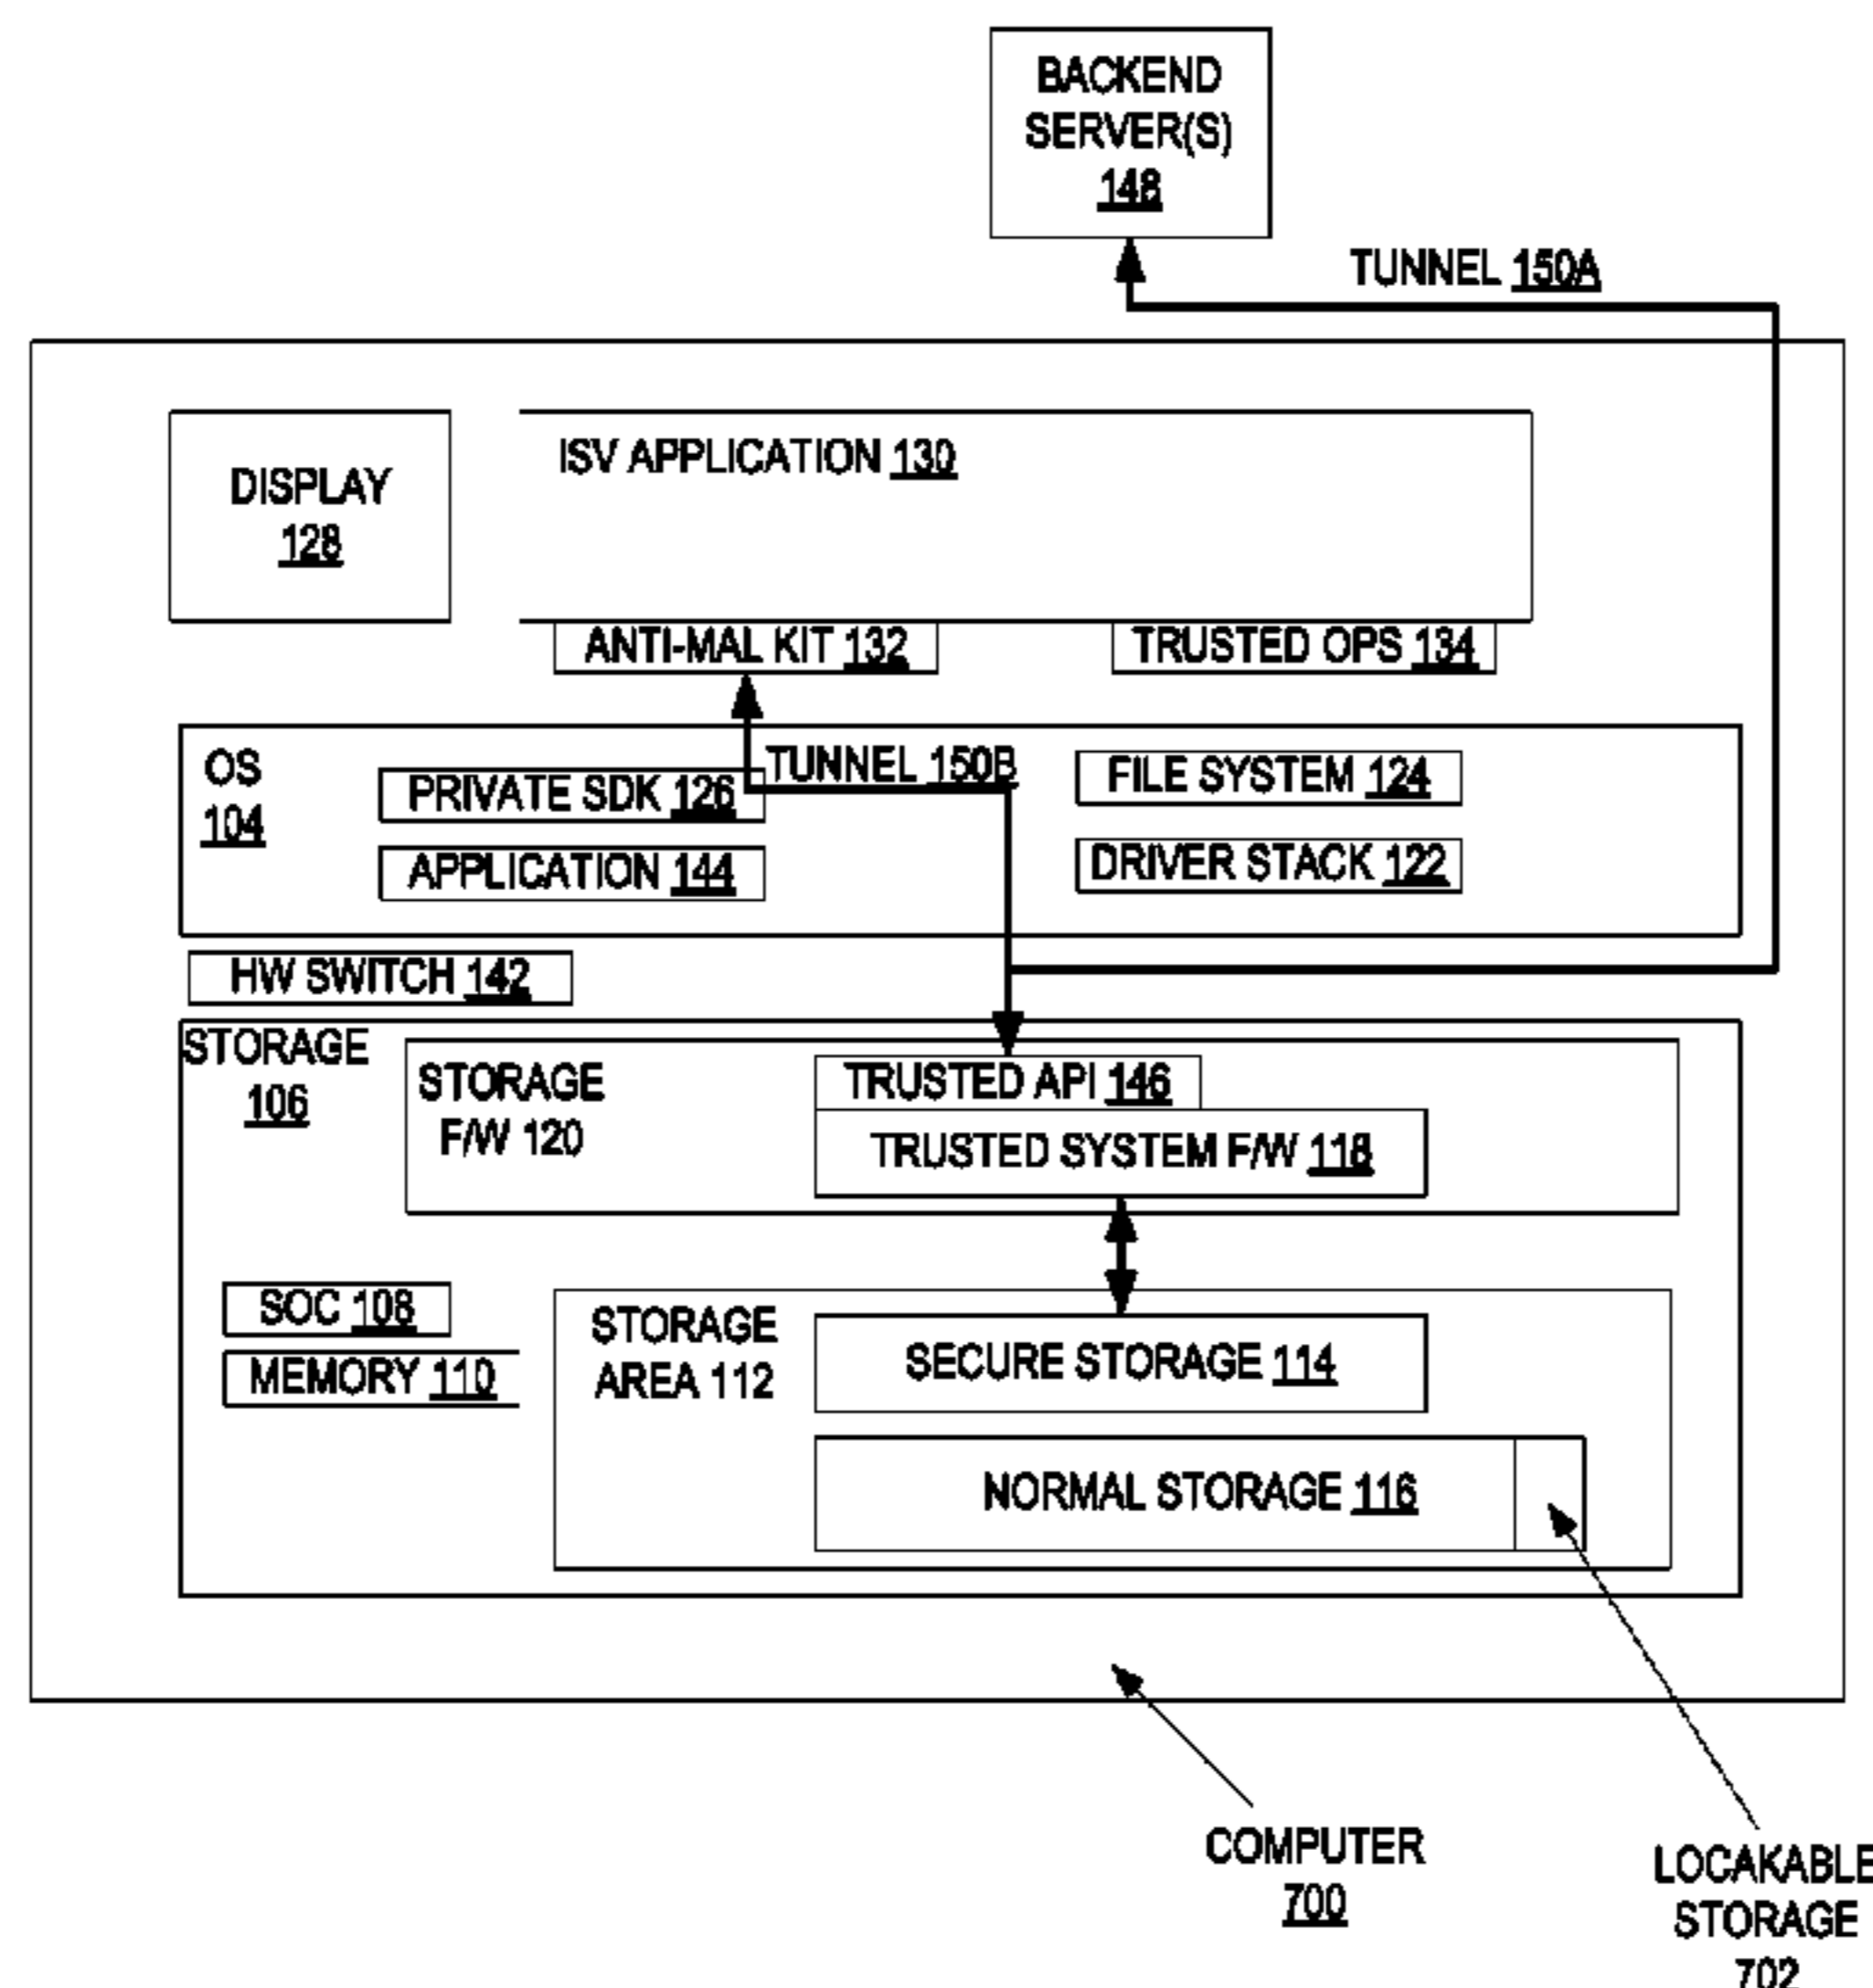 BACKEND
SERVER(S)
148
TUNNEL 150A
DISPLAY
128
ISV APPLICATION 130
ANTI-MAL KIT 132
TRUSTED OPS 134
OS
104
PRIVATE SDK 126
TUNNEL 150B
FILE SYSTEM 124
APPLICATION 144
DRIVER STACK 122
HW SWITCH 142
STORAGE
106
STORAGE
F/W 120
TRUSTED API 146
TRUSTED SYSTEM F/W 118
SOC 108
MEMORY 110
STORAGE
AREA 112
SECURE STORAGE 114
NORMAL STORAGE 116
COMPUTER
700
LOCAKABLE
STORAGE
702